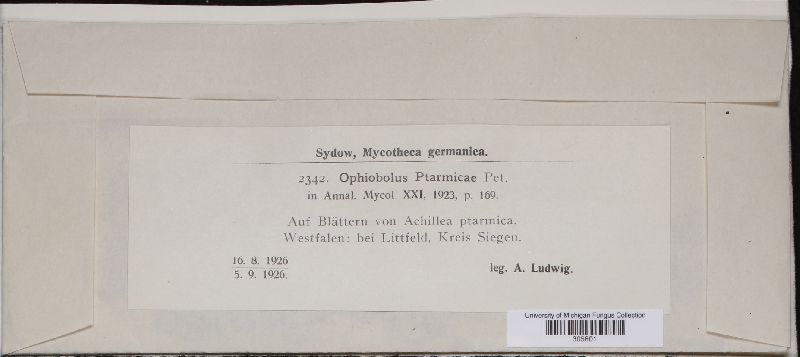 Sydow, Mycotheca germanica.
2342. Ophiobolus Ptarmicae Pet.
in Annal. Mycol. XXI, 1923, p. 169.
Auf Blättern von Achillea ptarmica.
Westfalen: bei Littfeld, Kreis Siegen.
16. 8. 1926
5. 9. 1926.
leg. A. Ludwig.
University of Michigan Fungus Collection
305601